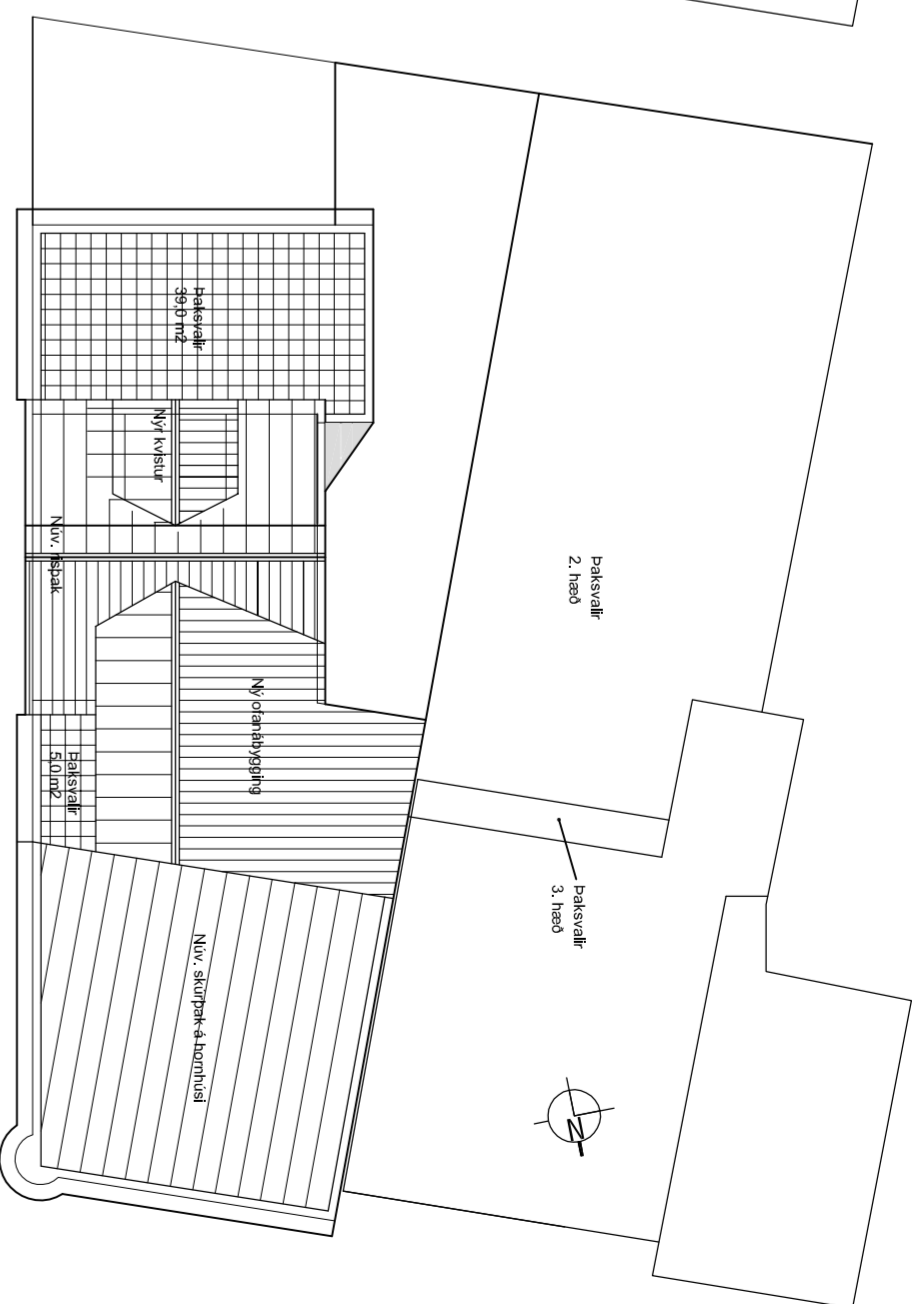 Þaksvalir
39,0 m2
Nýr kvistur
Núv. risþak
Þaksvalir
2. hæð
Ný ofanábygging
Þaksvalir
5,0 m2
Þaksvalir
3. hæð
Núv. skúrþak á hornhúsi
N